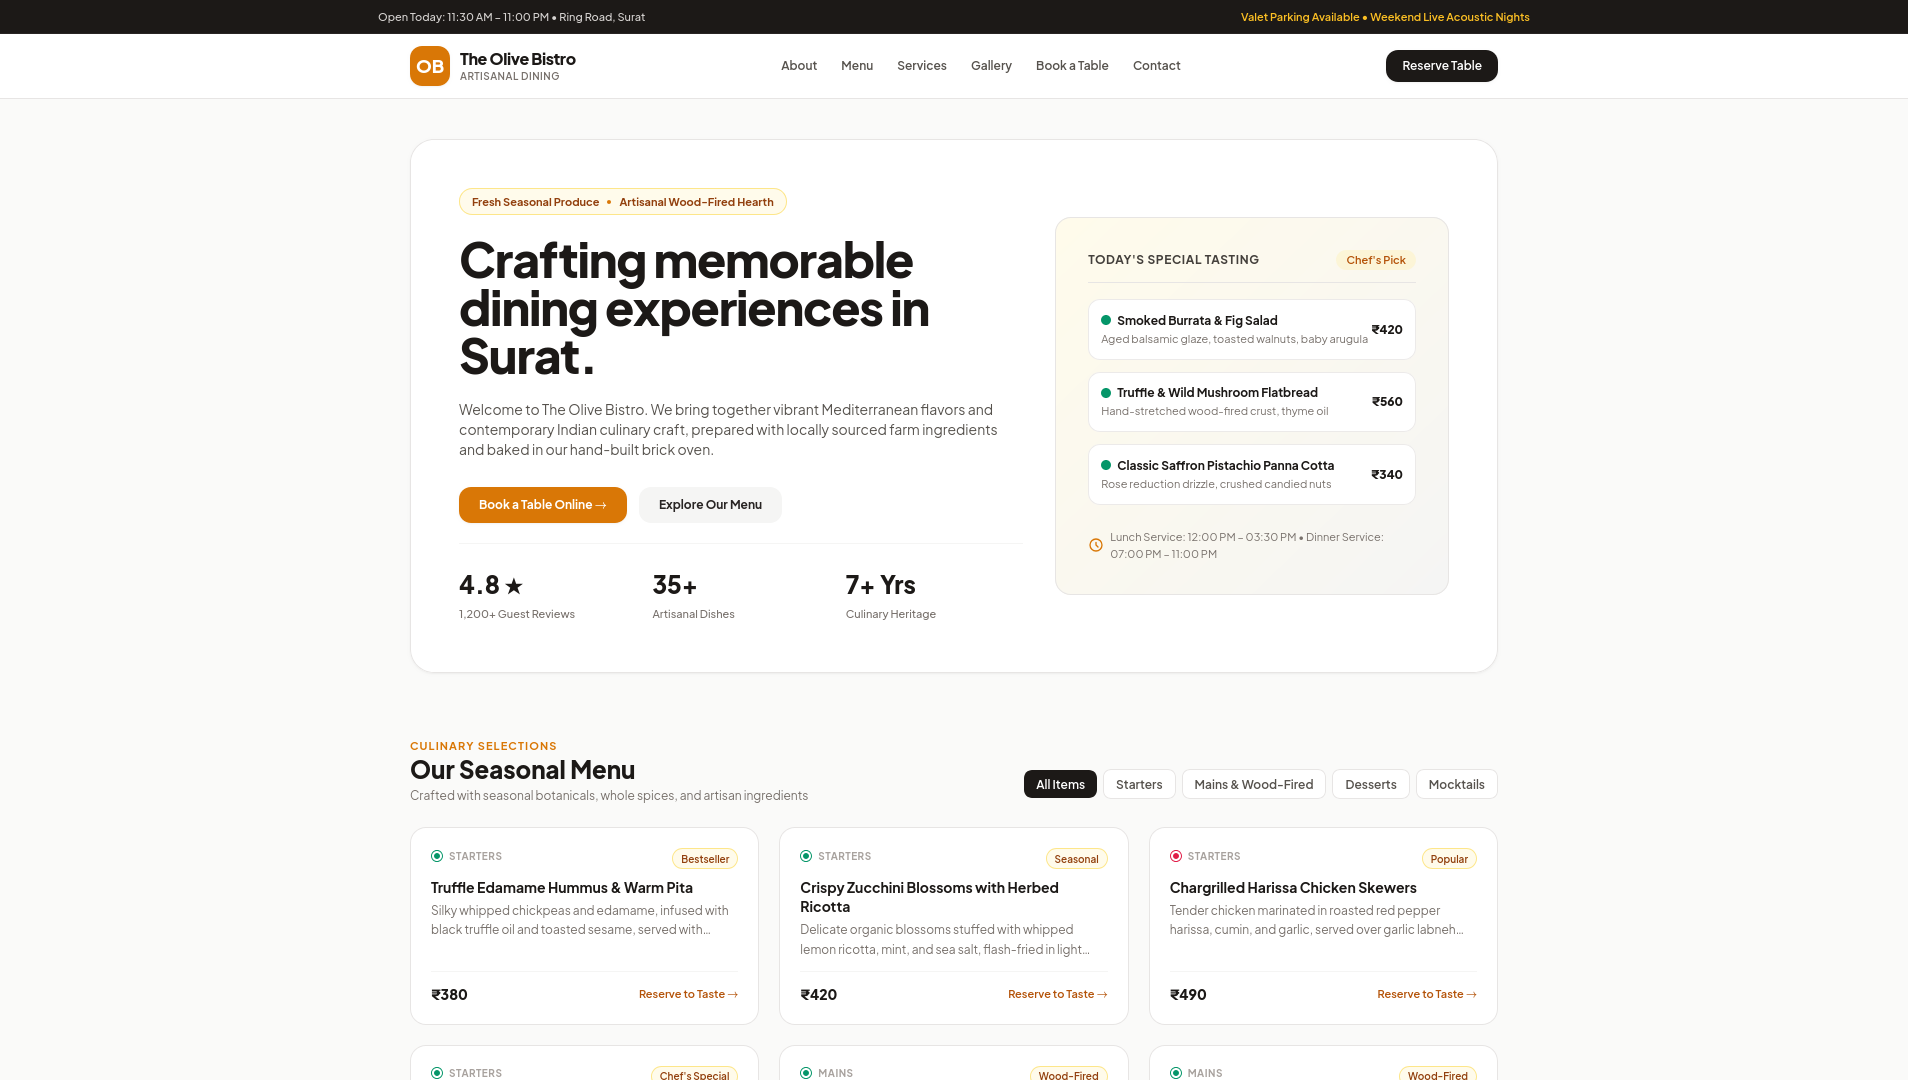 Open Today: 11:30 AM – 11:00 PM • Ring Road, Surat
Valet Parking Available • Weekend Live Acoustic Nights
OB
The Olive Bistro
ARTISANAL DINING
About
Menu
Services
Gallery
Book a Table
Contact
Reserve Table
Fresh Seasonal Produce • Artisanal Wood-Fired Hearth
Crafting memorable
dining experiences in
Surat.
Welcome to The Olive Bistro. We bring together vibrant Mediterranean flavors and
contemporary Indian culinary craft, prepared with locally sourced farm ingredients
and baked in our hand-built brick oven.
Book a Table Online →
Explore Our Menu
4.8 ★
1,200+ Guest Reviews
35+
Artisanal Dishes
7+ Yrs
Culinary Heritage
TODAY'S SPECIAL TASTING
Chef's Pick
Smoked Burrata & Fig Salad
Aged balsamic glaze, toasted walnuts, baby arugula
₹420
Truffle & Wild Mushroom Flatbread
Hand-stretched wood-fired crust, thyme oil
₹560
Classic Saffron Pistachio Panna Cotta
Rose reduction drizzle, crushed candied nuts
₹340
Lunch Service: 12:00 PM – 03:30 PM • Dinner Service:
07:00 PM – 11:00 PM
CULINARY SELECTIONS
Our Seasonal Menu
Crafted with seasonal botanicals, whole spices, and artisan ingredients
All Items
Starters
Mains & Wood-Fired
Desserts
Mocktails
STARTERS
Bestseller
Truffle Edamame Hummus & Warm Pita
Silky whipped chickpeas and edamame, infused with
black truffle oil and toasted sesame, served with…
₹380
Reserve to Taste →
STARTERS
Seasonal
Crispy Zucchini Blossoms with Herbed
Ricotta
Delicate organic blossoms stuffed with whipped
lemon ricotta, mint, and sea salt, flash-fried in light…
₹420
Reserve to Taste →
STARTERS
Popular
Chargrilled Harissa Chicken Skewers
Tender chicken marinated in roasted red pepper
harissa, cumin, and garlic, served over garlic labneh…
₹490
Reserve to Taste →
STARTERS
Chef's Special
MAINS
Wood-Fired
MAINS
Wood-Fired